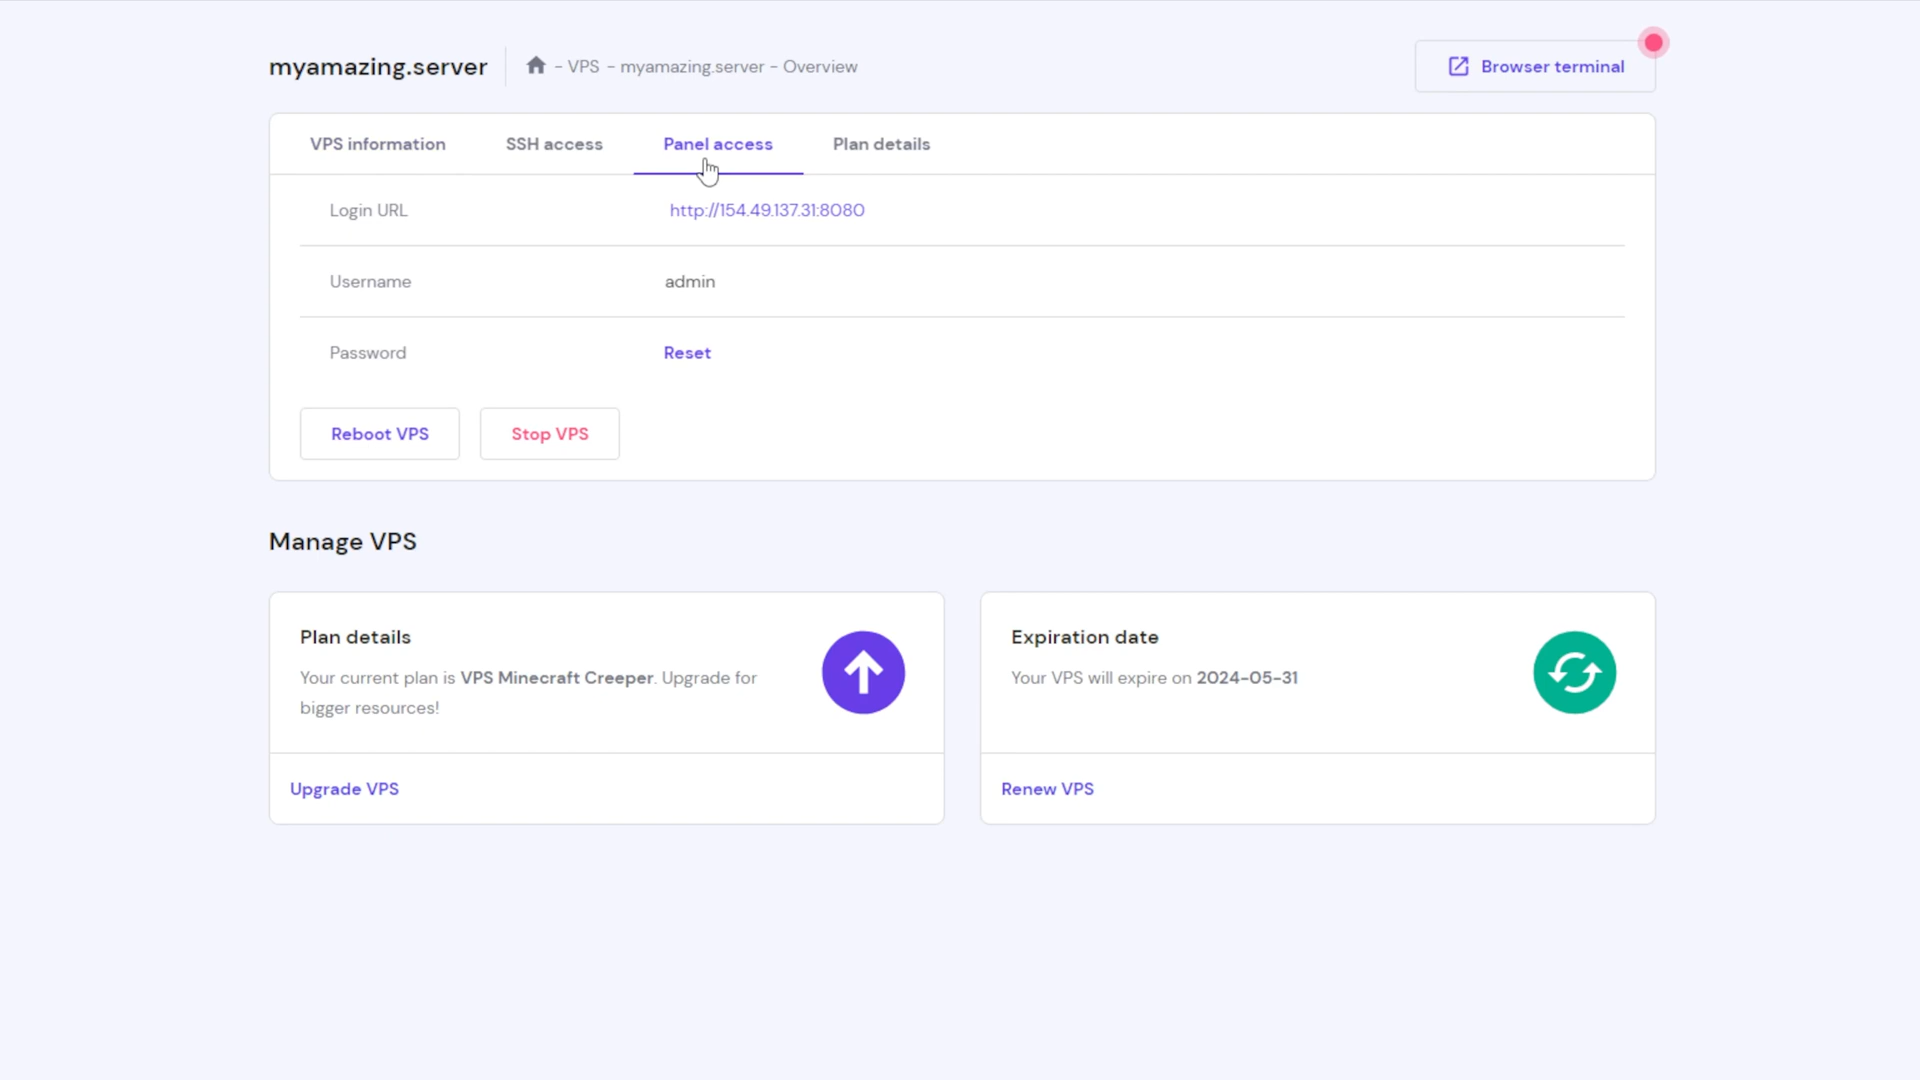 myamazing.server
- VPS - myamazing.server - Overview
Browser terminal
VPS information
SSH access
Panel access
Plan details
Login URL
http://154.49.137.31:8080
Username
admin
Password
Reset
Reboot VPS
Stop VPS
Manage VPS
Plan details
Your current plan is VPS Minecraft Creeper. Upgrade for
bigger resources!
Upgrade VPS
Expiration date
Your VPS will expire on 2024-05-31
Renew VPS